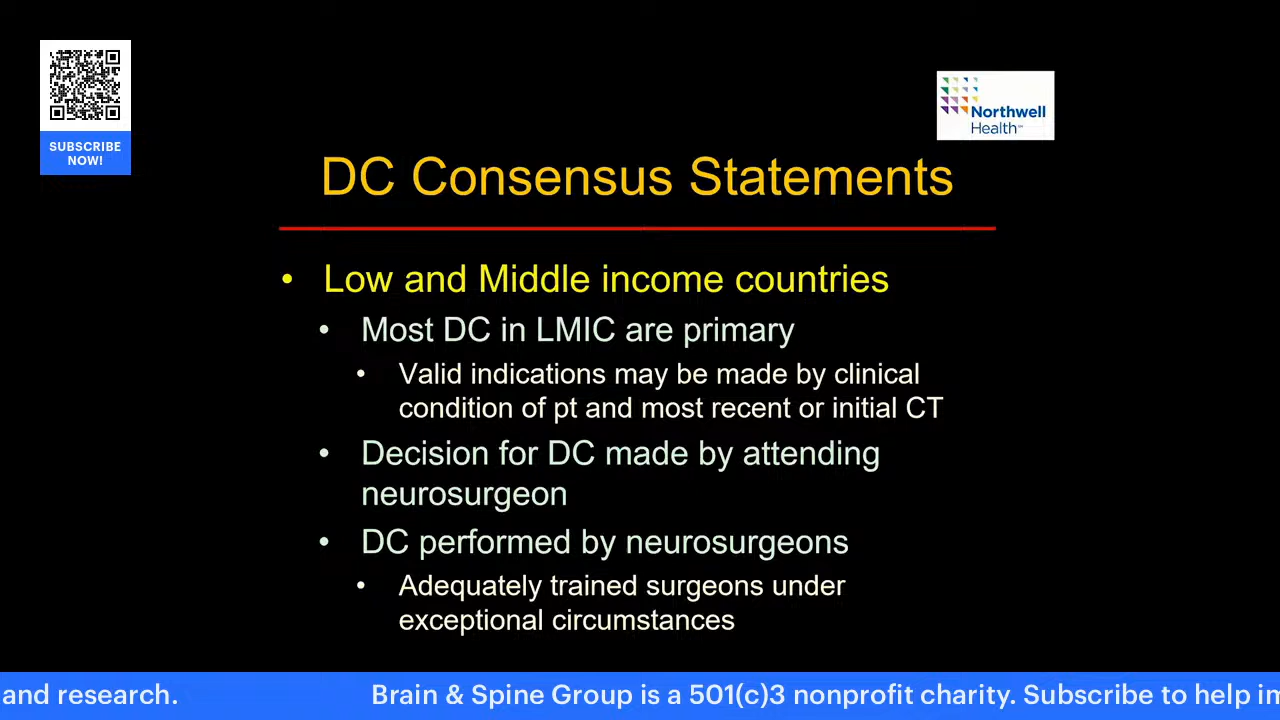 SUBSCRIBE
NOW!
Northwell
Health
DC Consensus Statements
• Low and Middle income countries
• Most DC in LMIC are primary
• Valid indications may be made by clinical
condition of pt and most recent or initial CT
• Decision for DC made by attending
neurosurgeon
• DC performed by neurosurgeons
• Adequately trained surgeons under
exceptional circumstances
and research. Brain & Spine Group is a 501(c)3 nonprofit charity. Subscribe to help im